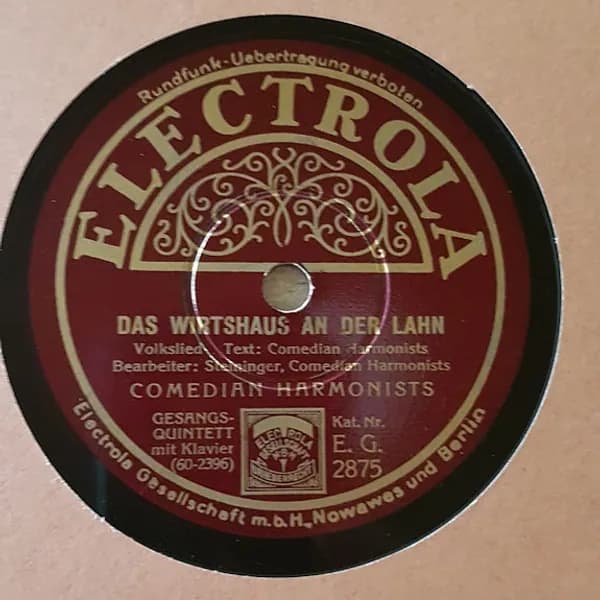 Rundfunk-Uebertragung verboten
ELECTROLA
DAS WIRTSHAUS AN DER LAHN
Volkslied- Text: Comedian Harmonists
Bearbeiter: Steininger, Comedian Harmonists
COMEDIAN HARMONISTS
GESANGS-
QUINTETT
mit Klavier
(60-2396)
ELECTROLA
Kat. Nr.
E. G.
2875
Electrola Gesellschaft m.b.H., Nowawes und Berlin